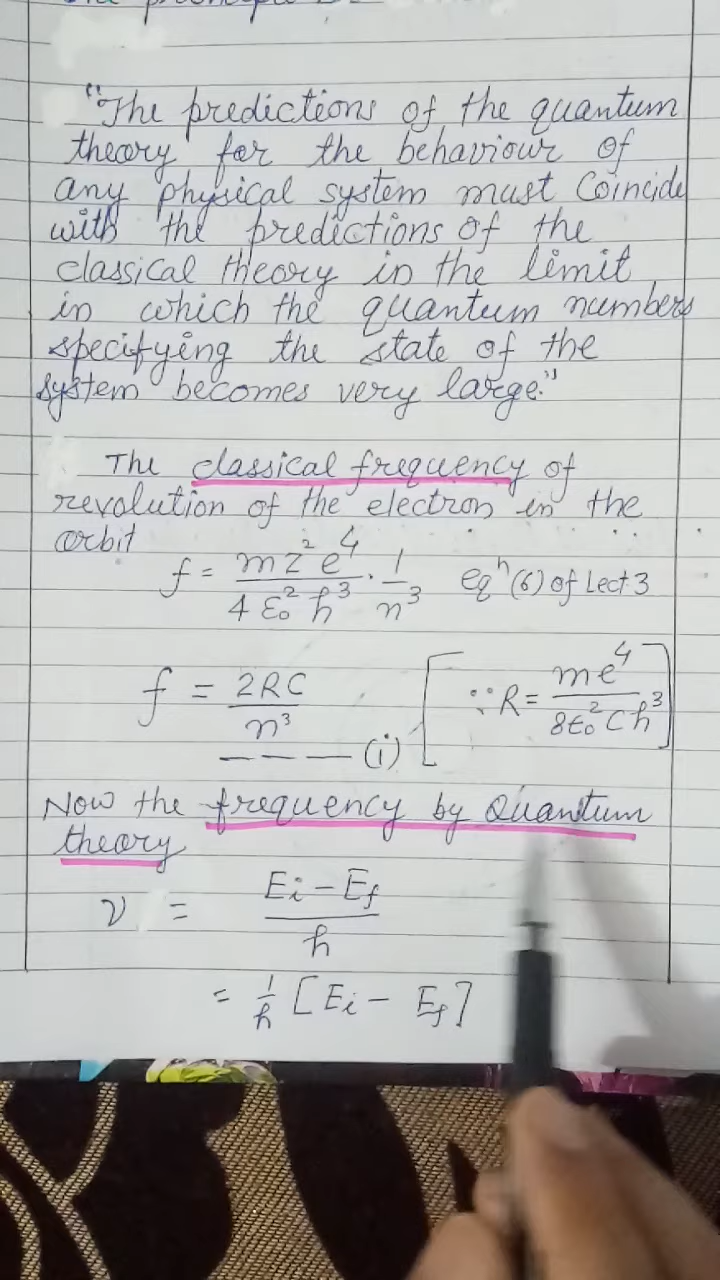 "The predictions of the quantum
theory for the behaviour of
any physical system must Coincide
with the predictions of the
classical theory in the limit
in which the quantum numbers
specifying the state of the
system becomes very large."
The classical frequency of
revolution of the electron in the
orbit
f = mz²e⁴/4ε₀²h³ · 1/n³ eqⁿ(6) of Lect-3
f = 2RC/n³ [∵R = me⁴/8ε₀²Ch³]
— — — — (i)
Now the frequency by Quantum
theory
ν = Ei - Ef/h
= 1/h [Ei - Ef]